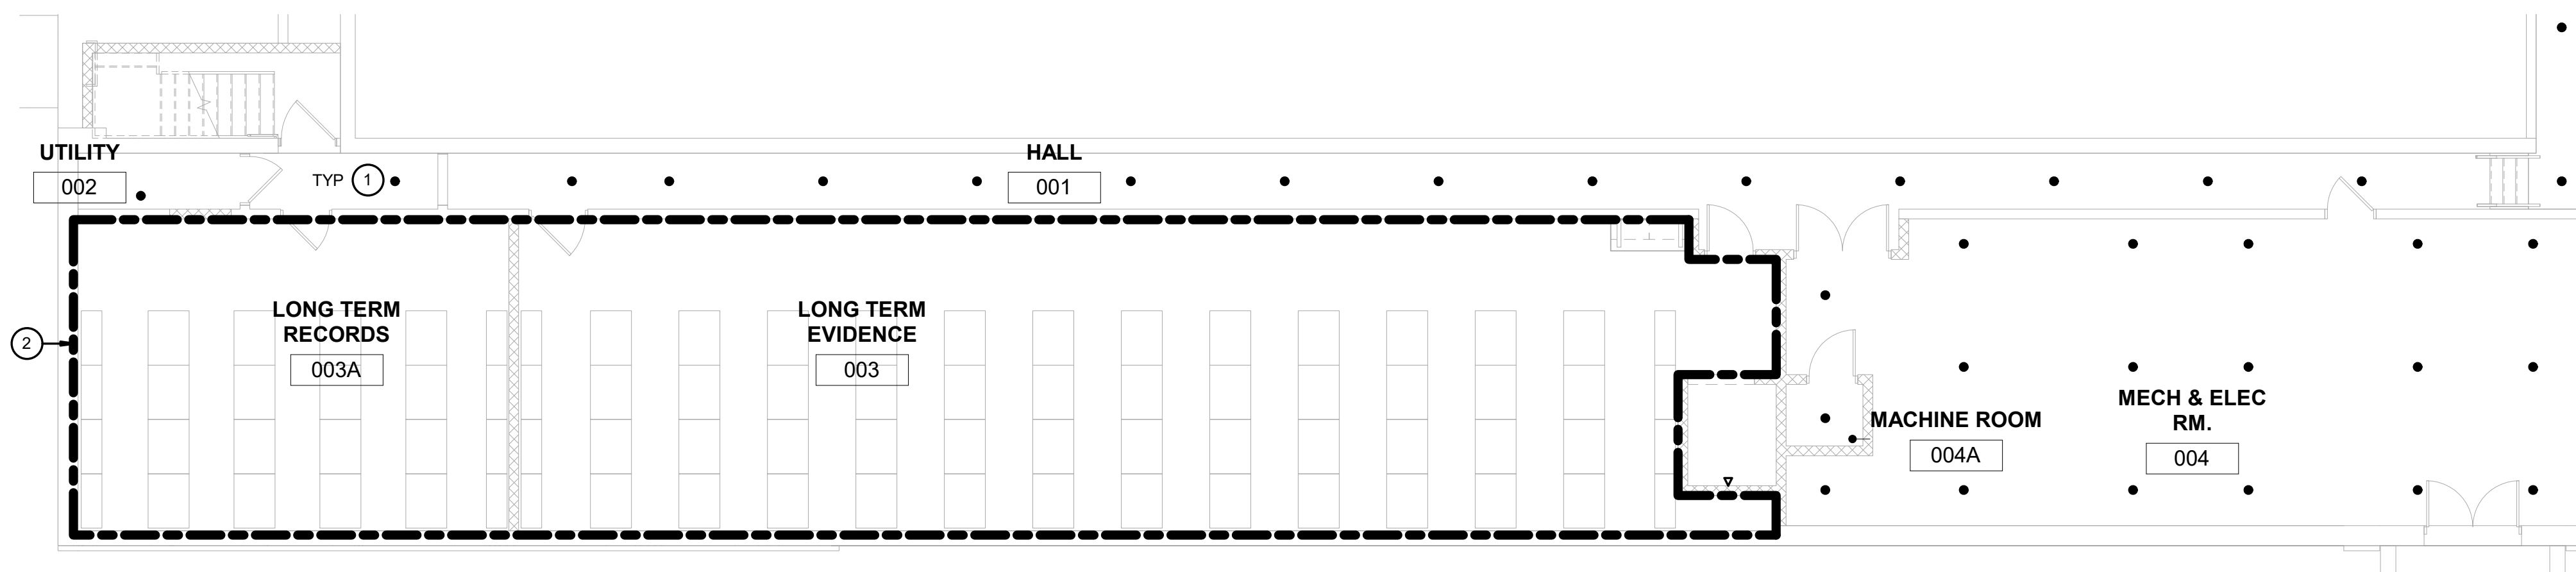 UTILITY
002
TYP 1
HALL
001
2
LONG TERM
RECORDS
003A
LONG TERM
EVIDENCE
003
MACHINE ROOM
004A
MECH & ELEC
RM.
004